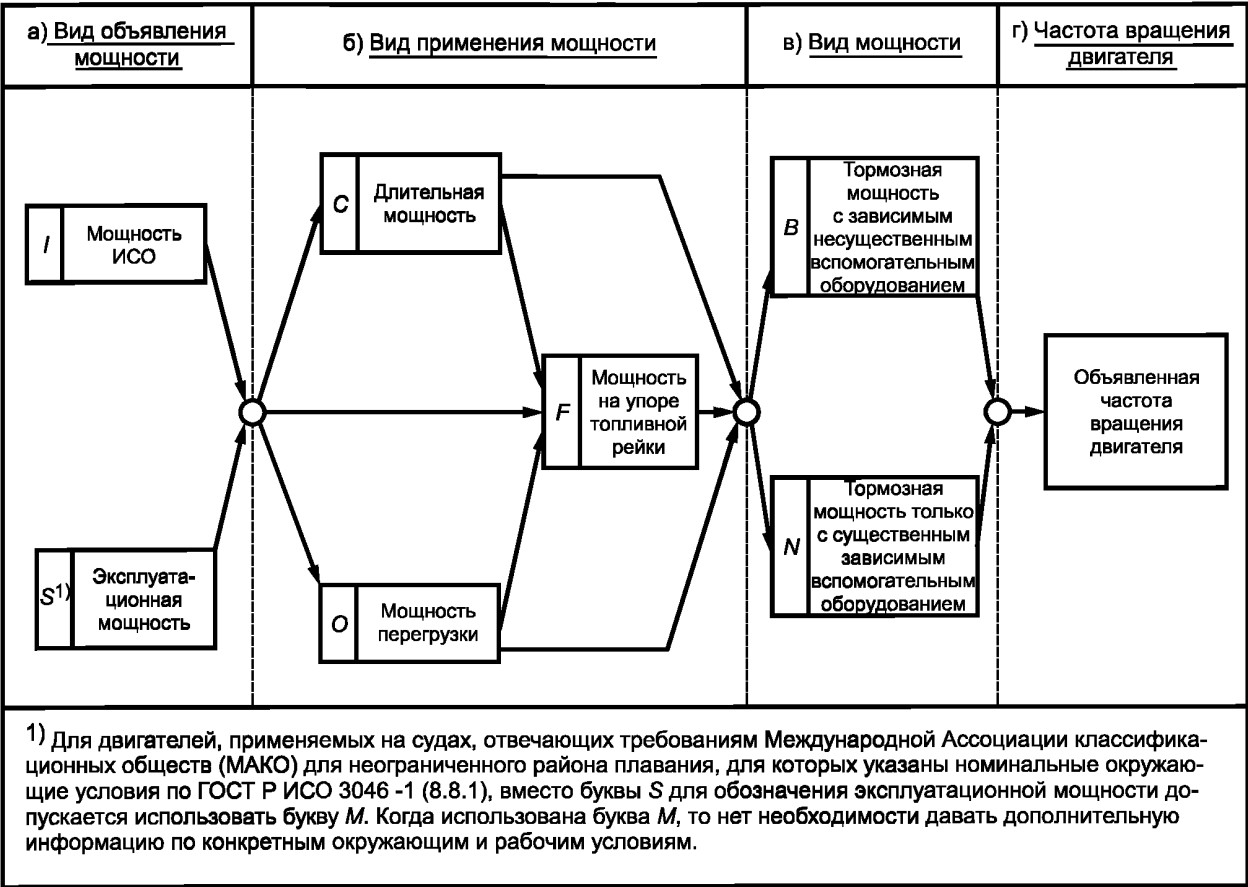 а) Вид объявления
мощности
б) Вид применения мощности
в) Вид мощности
г) Частота вращения
двигателя
I
Мощность
ИСО
S1)
Эксплуата-
ционная
мощность
C
Длительная
мощность
F
Мощность
на упоре
топливной
рейки
O
Мощность
перегрузки
B
Тормозная
мощность
с зависимым
несущественным
вспомогательным
оборудованием
N
Тормозная
мощность только
с существенным
зависимым
вспомогательным
оборудованием
Объявленная
частота
вращения
двигателя
1) Для двигателей, применяемых на судах, отвечающих требованиям Международной Ассоциации классифика-
ционных обществ (МАКО) для неограниченного района плавания, для которых указаны номинальные окружаю-
щие условия по ГОСТ Р ИСО 3046 -1 (8.8.1), вместо буквы S для обозначения эксплуатационной мощности до-
пускается использовать букву M. Когда использована буква M, то нет необходимости давать дополнительную
информацию по конкретным окружающим и рабочим условиям.